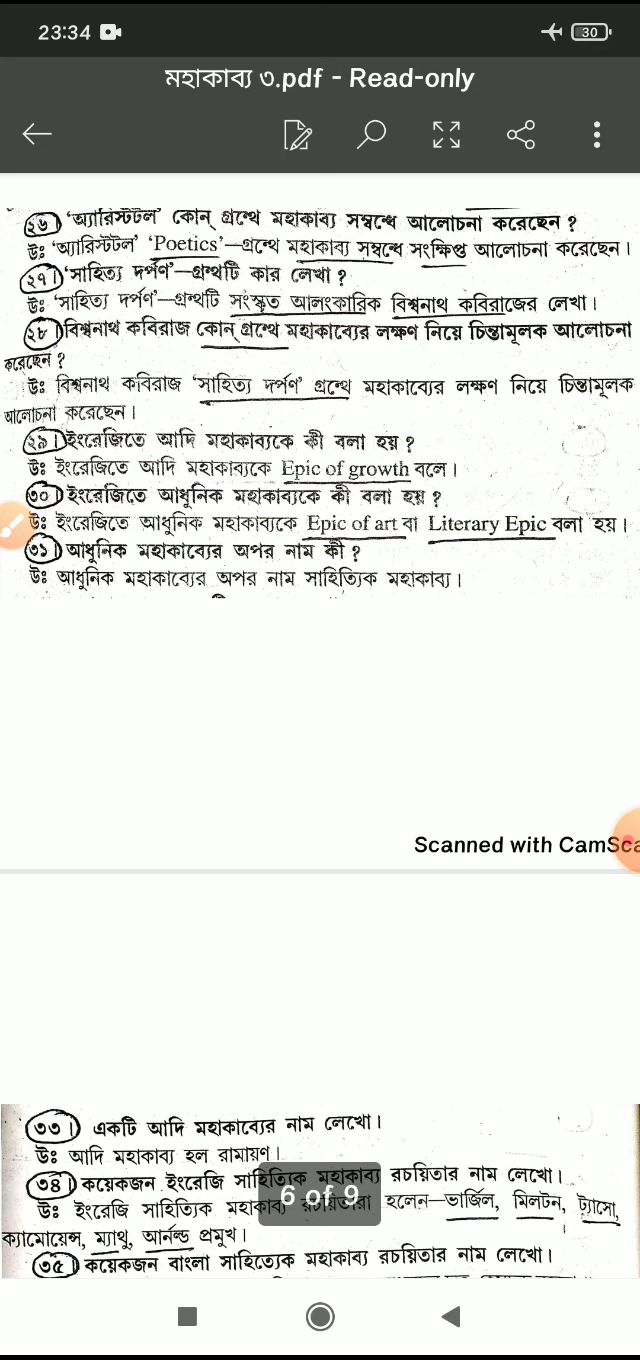 23:34
30
মহাকাব্য ৩.pdf - Read-only
২৬। 'অ্যারিস্টটল' কোন্ গ্রন্থে মহাকাব্য সম্বন্ধে আলোচনা করেছেন ?
উঃ 'অ্যারিস্টটল' 'Poetics'—গ্রন্থে মহাকাব্য সম্বন্ধে সংক্ষিপ্ত আলোচনা করেছেন।
২৭। 'সাহিত্য দর্পণ'—গ্রন্থটি কার লেখা ?
উঃ 'সাহিত্য দর্পণ'—গ্রন্থটি সংস্কৃত আলংকারিক বিশ্বনাথ কবিরাজের লেখা।
২৮। বিশ্বনাথ কবিরাজ কোন্ গ্রন্থে মহাকাব্যের লক্ষণ নিয়ে চিন্তামূলক আলোচনা
করেছেন ?
উঃ বিশ্বনাথ কবিরাজ 'সাহিত্য দর্পণ' গ্রন্থে মহাকাব্যের লক্ষণ নিয়ে চিন্তামূলক
আলোচনা করেছেন।
২৯। ইংরেজিতে আদি মহাকাব্যকে কী বলা হয় ?
উঃ ইংরেজিতে আদি মহাকাব্যকে Epic of growth বলে।
৩০। ইংরেজিতে আধুনিক মহাকাব্যকে কী বলা হয় ?
উঃ ইংরেজিতে আধুনিক মহাকাব্যকে Epic of art বা Literary Epic বলা হয়।
৩১। আধুনিক মহাকাব্যের অপর নাম কী ?
উঃ আধুনিক মহাকাব্যের অপর নাম সাহিত্যিক মহাকাব্য।
Scanned with CamSca
৩৩। একটি আদি মহাকাব্যের নাম লেখো।
উঃ আদি মহাকাব্য হল রামায়ণ।
৩৪। কয়েকজন ইংরেজি সাহিত্যিক মহাকাব্য রচয়িতার নাম লেখো।
6 of 9
উঃ ইংরেজি সাহিত্যিক মহাকাব্য রচয়িতারা হলেন—ভার্জিল, মিলটন, ট্যাসো,
ক্যামোয়েন্স, ম্যাথু, আর্নল্ড প্রমুখ।
৩৫। কয়েকজন বাংলা সাহিত্যেক মহাকাব্য রচয়িতার নাম লেখো।